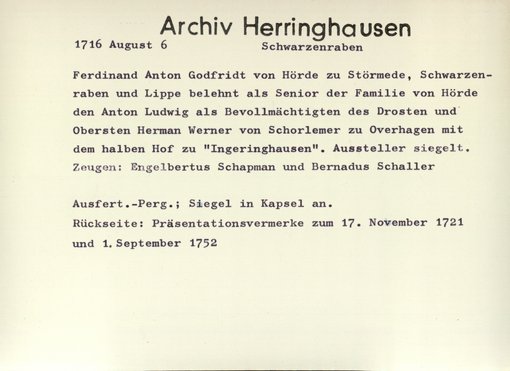 Archiv Herringhausen
1716 August 6 Schwarzenraben
Ferdinand Anton Godfridt von Hörde zu Störmede, Schwarzen-
raben und Lippe belehnt als Senior der Familie von Hörde
den Anton Ludwig als Bevollmächtigten des Drosten und
Obersten Herman Werner von Schorlemer zu Overhagen mit
dem halben Hof zu "Ingeringhausen". Aussteller siegelt.
Zeugen: Engelbertus Schapman und Bernadus Schaller
Ausfert.-Perg.; Siegel in Kapsel an.
Rückseite: Präsentationsvermerke zum 17. November 1721
und 1. September 1752